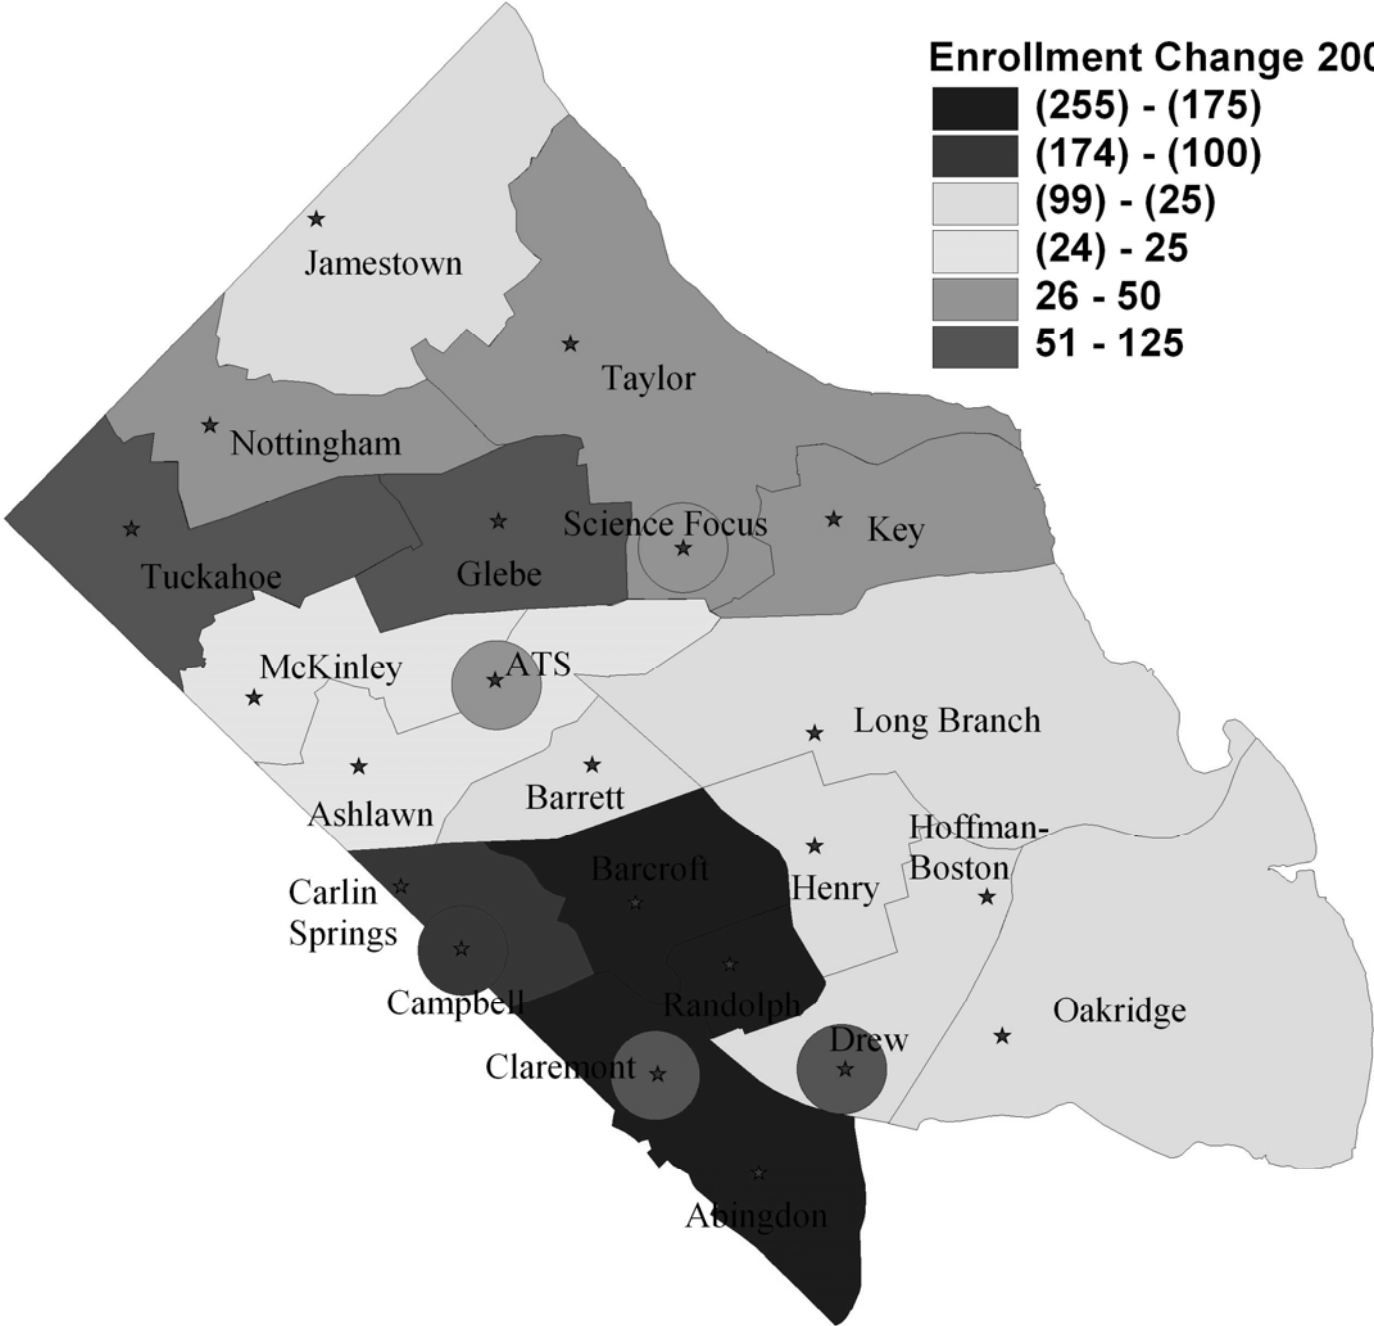 Enrollment Change 200
(255) - (175)
(174) - (100)
(99) - (25)
(24) - 25
26 - 50
51 - 125
Jamestown
Taylor
Nottingham
Science Focus
Key
Tuckahoe
Glebe
McKinley
ATS
Long Branch
Ashlawn
Barrett
Hoffman-
Boston
Barcroft
Henry
Carlin
Springs
Campbell
Randolph
Oakridge
Drew
Claremont
Abingdon